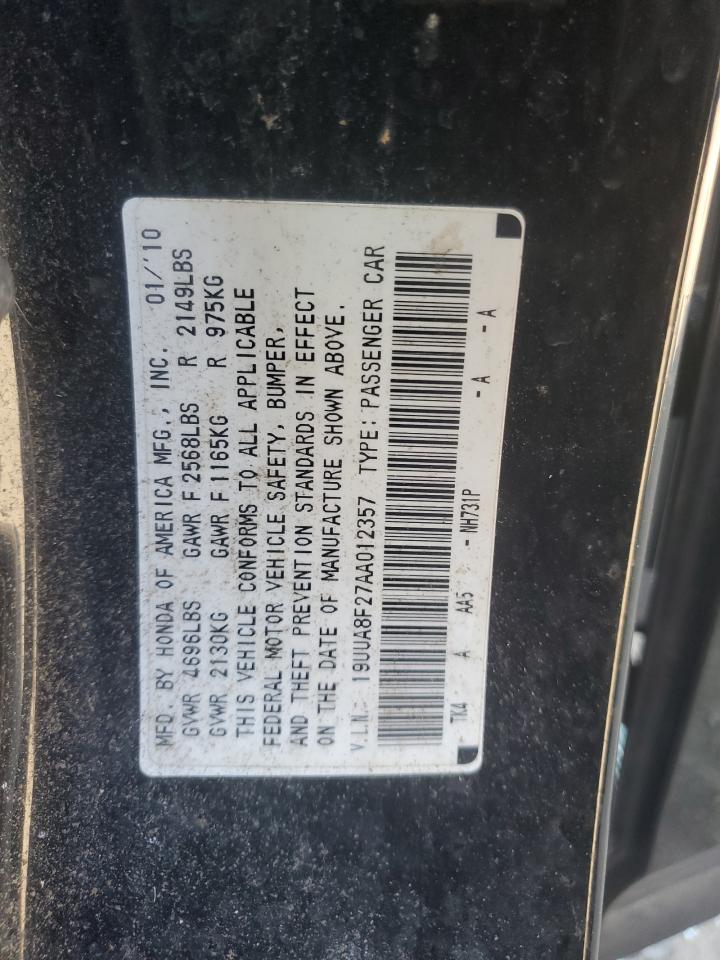 MFD. BY HONDA OF AMERICA MFG., INC. 01/'10
GVWR 4696LBS GAWR F 2568LBS R 2149LBS
GVWR 2130KG GAWR F 1165KG R 975KG
THIS VEHICLE CONFORMS TO ALL APPLICABLE
FEDERAL MOTOR VEHICLE SAFETY, BUMPER,
AND THEFT PREVENTION STANDARDS IN EFFECT
ON THE DATE OF MANUFACTURE SHOWN ABOVE.
V.I.N.: 19UUA8F27AA012357 TYPE: PASSENGER CAR
TK4 A AA5 - NH731P - A - A